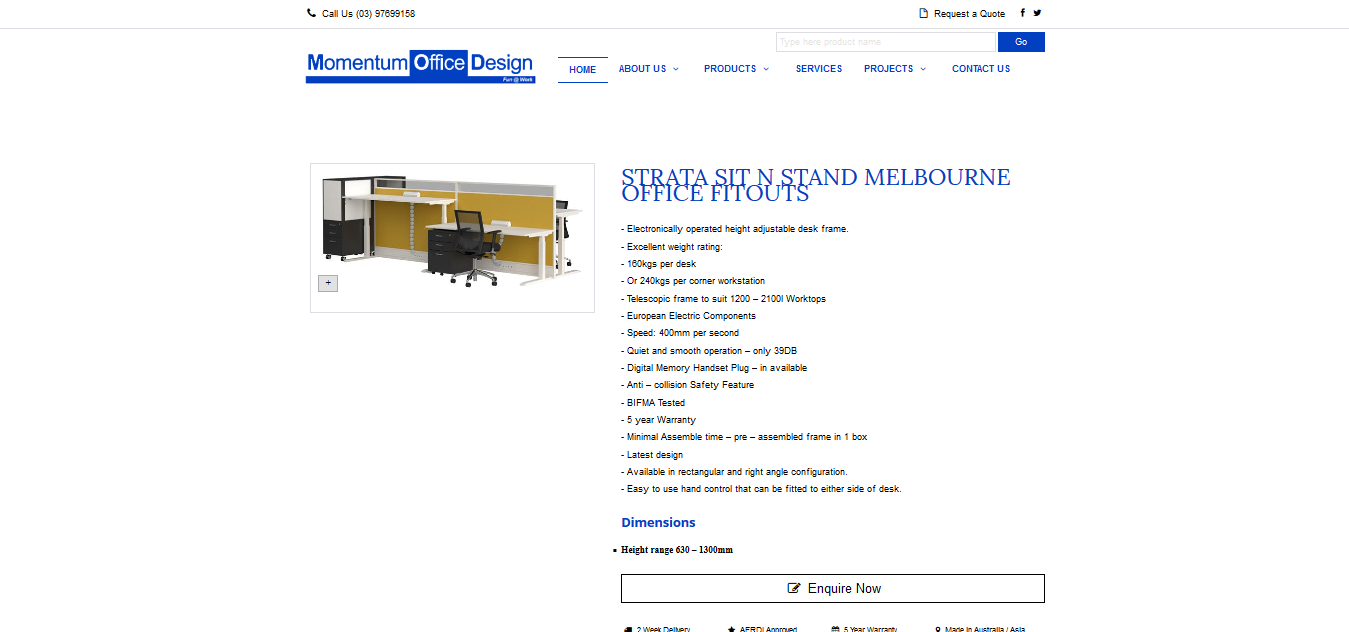 Call Us (03) 97699158
Request a Quote
Type here product name
Go
Momentum Office Design
Fun @ Work
HOME
ABOUT US
PRODUCTS
SERVICES
PROJECTS
CONTACT US
STRATA SIT N STAND MELBOURNE
OFFICE FITOUTS
- Electronically operated height adjustable desk frame.
- Excellent weight rating:
- 160kgs per desk
- Or 240kgs per corner workstation
- Telescopic frame to suit 1200 – 2100l Worktops
- European Electric Components
- Speed: 400mm per second
- Quiet and smooth operation – only 39DB
- Digital Memory Handset Plug – in available
- Anti – collision Safety Feature
- BIFMA Tested
- 5 year Warranty
- Minimal Assemble time – pre – assembled frame in 1 box
- Latest design
- Available in rectangular and right angle configuration.
- Easy to use hand control that can be fitted to either side of desk.
+
Dimensions
▪ Height range 630 – 1300mm
Enquire Now
2 Week Delivery
AFRDI Approved
5 Year Warranty
Made in Australia / Asia